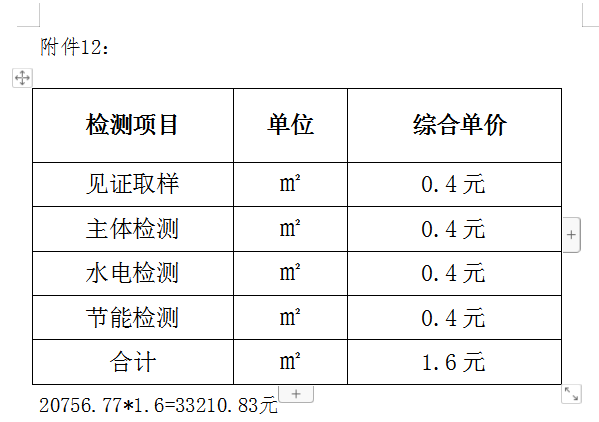 附件12：
检测项目 单位 综合单价
见证取样 ㎡ 0.4元
主体检测 ㎡ 0.4元
水电检测 ㎡ 0.4元
节能检测 ㎡ 0.4元
合计 ㎡ 1.6元
20756.77*1.6=33210.83元